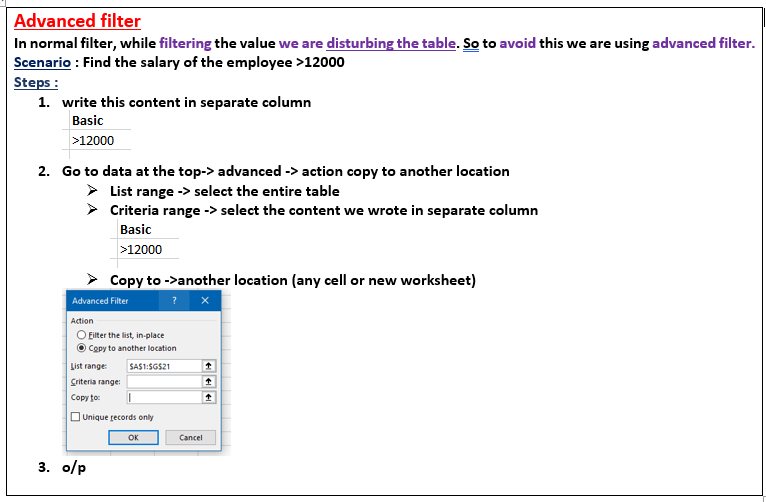 Advanced filter
In normal filter, while filtering the value we are disturbing the table. So to avoid this we are using advanced filter.
Scenario : Find the salary of the employee >12000
Steps :
1. write this content in separate column
Basic
>12000
2. Go to data at the top-> advanced -> action copy to another location
➢ List range -> select the entire table
➢ Criteria range -> select the content we wrote in separate column
Basic
>12000
➢ Copy to ->another location (any cell or new worksheet)
Advanced Filter ? X
Action
Filter the list, in-place
Copy to another location
List range: $A$1:$G$21
Criteria range:
Copy to:
Unique records only
OK Cancel
3. o/p